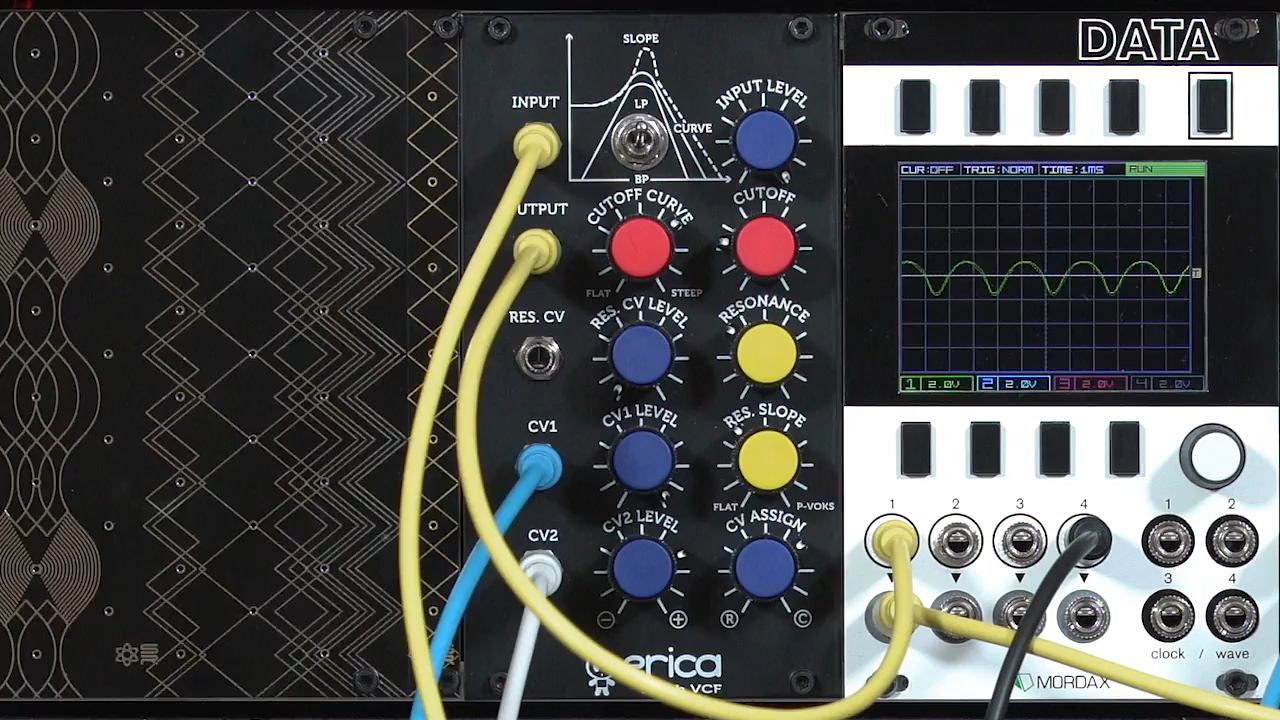 SLOPE
LP
CURVE
BP
INPUT
INPUT LEVEL
UTPUT
CUTOFF CURVE
FLAT
STEEP
CUTOFF
RES. CV
RES. CV LEVEL
RESONANCE
CV1
CV1 LEVEL
RES. SLOPE
FLAT
P-VOKS
CV2
CV2 LEVEL
CV ASSIGN
R
C
erica
VCF
DATA
CUR:OFF
TRIG:NORM
TIME:1MS
RUN
T
1 2.0V
2 2.0V
3 2.0V
4 2.0V
1 2 3 4
1 2
3 4
clock / wave
MORDAX